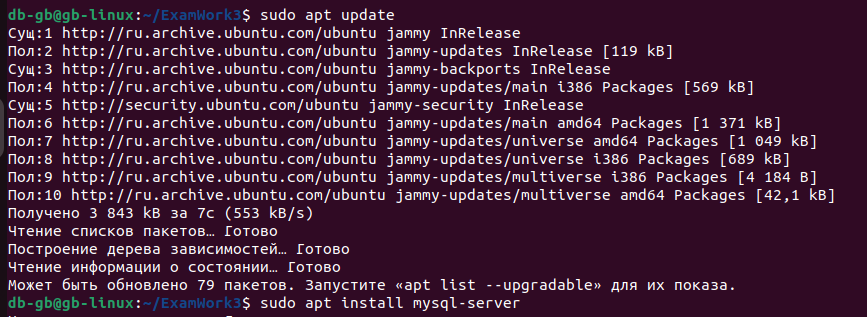 db-gb@gb-linux:~/ExamWork3$ sudo apt update
Сущ:1 http://ru.archive.ubuntu.com/ubuntu jammy InRelease
Пол:2 http://ru.archive.ubuntu.com/ubuntu jammy-updates InRelease [119 kB]
Сущ:3 http://ru.archive.ubuntu.com/ubuntu jammy-backports InRelease
Пол:4 http://ru.archive.ubuntu.com/ubuntu jammy-updates/main i386 Packages [569 kB]
Сущ:5 http://security.ubuntu.com/ubuntu jammy-security InRelease
Пол:6 http://ru.archive.ubuntu.com/ubuntu jammy-updates/main amd64 Packages [1 371 kB]
Пол:7 http://ru.archive.ubuntu.com/ubuntu jammy-updates/universe amd64 Packages [1 049 kB]
Пол:8 http://ru.archive.ubuntu.com/ubuntu jammy-updates/universe i386 Packages [689 kB]
Пол:9 http://ru.archive.ubuntu.com/ubuntu jammy-updates/multiverse i386 Packages [4 184 B]
Пол:10 http://ru.archive.ubuntu.com/ubuntu jammy-updates/multiverse amd64 Packages [42,1 kB]
Получено 3 843 kB за 7с (553 kB/s)
Чтение списков пакетов… Готово
Построение дерева зависимостей… Готово
Чтение информации о состоянии… Готово
Может быть обновлено 79 пакетов. Запустите «apt list --upgradable» для их показа.
db-gb@gb-linux:~/ExamWork3$ sudo apt install mysql-server